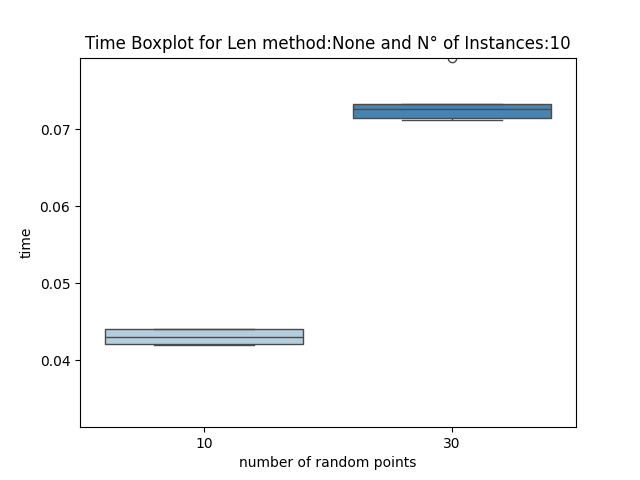 Time Boxplot for Len method:None and N° of Instances:10
time
0.07
0.06
0.05
0.04
10
30
number of random points